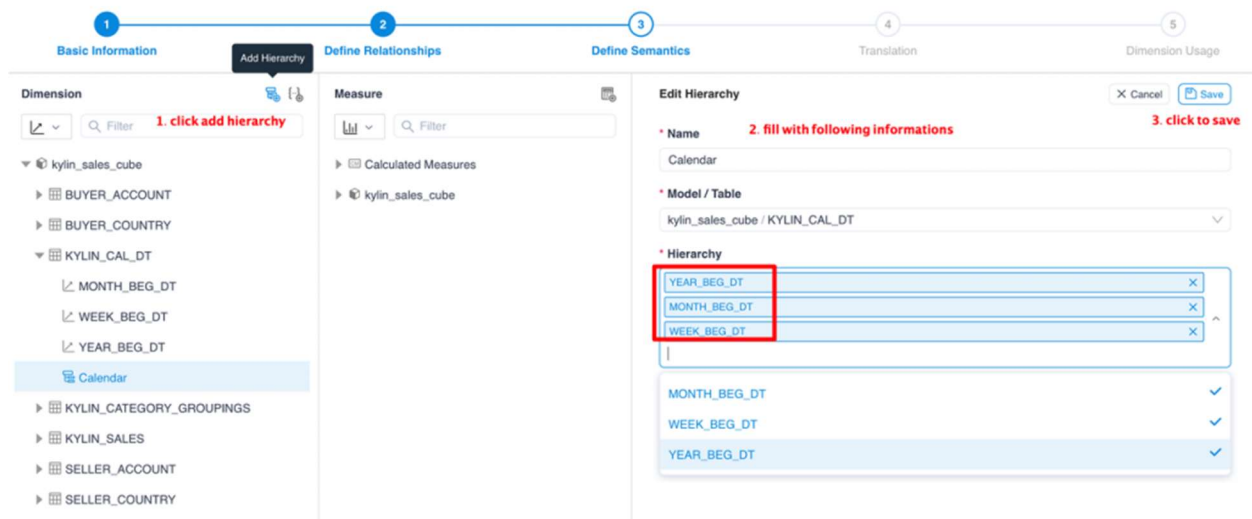 1
2
3
4
5
Basic Information
Define Relationships
Define Semantics
Translation
Dimension Usage
Add Hierarchy
Dimension
Filter
1. click add hierarchy
kylin_sales_cube
BUYER_ACCOUNT
BUYER_COUNTRY
KYLIN_CAL_DT
MONTH_BEG_DT
WEEK_BEG_DT
YEAR_BEG_DT
Calendar
KYLIN_CATEGORY_GROUPINGS
KYLIN_SALES
SELLER_ACCOUNT
SELLER_COUNTRY
Measure
Filter
Calculated Measures
kylin_sales_cube
Edit Hierarchy
Cancel
Save
3. click to save
* Name
2. fill with following informations
Calendar
* Model / Table
kylin_sales_cube / KYLIN_CAL_DT
* Hierarchy
YEAR_BEG_DT
MONTH_BEG_DT
WEEK_BEG_DT
MONTH_BEG_DT
WEEK_BEG_DT
YEAR_BEG_DT